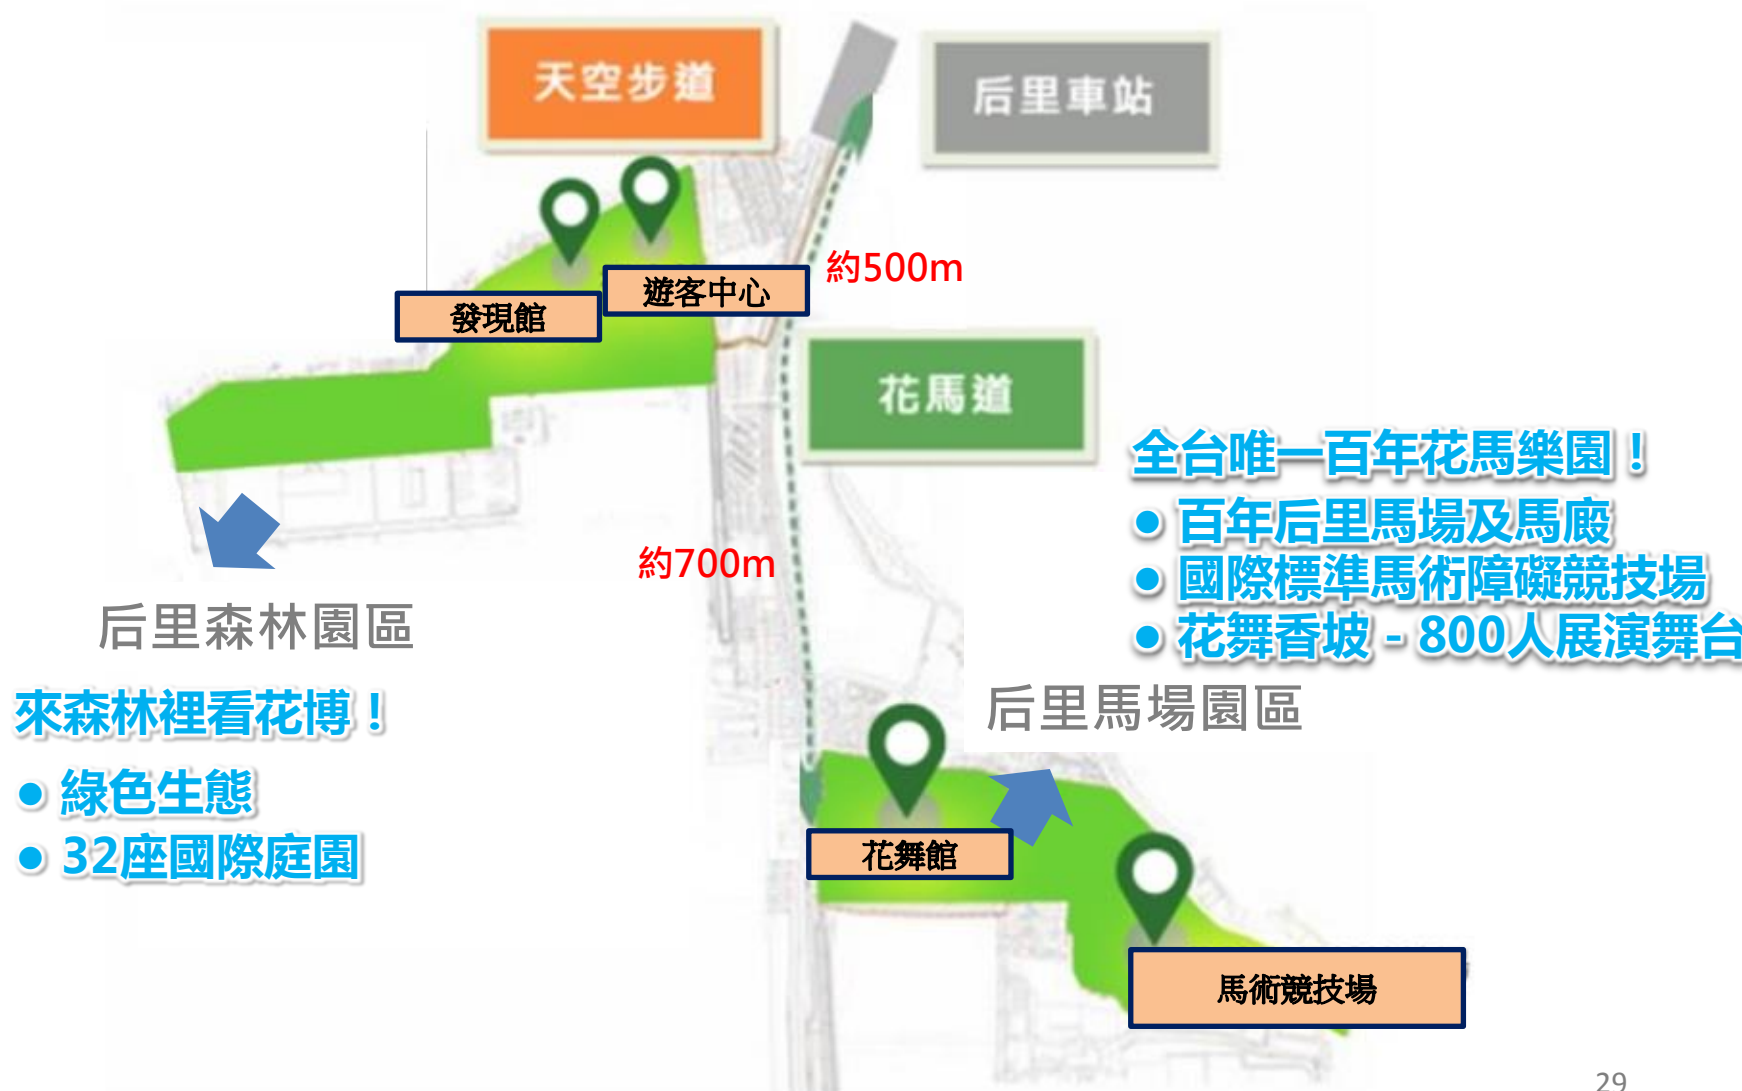 天空步道
后里車站
約500m
遊客中心
發現館
花馬道
全台唯一百年花馬樂園！
● 百年后里馬場及馬廄
● 國際標準馬術障礙競技場
● 花舞香坡 - 800人展演舞台
約700m
后里森林園區
來森林裡看花博！
● 綠色生態
● 32座國際庭園
后里馬場園區
花舞館
馬術競技場
29